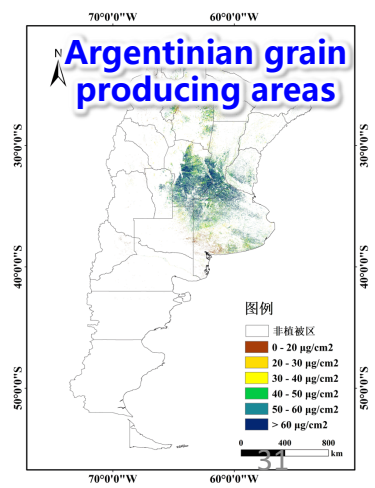 70°0'0"W 60°0'0"W
N
Argentinian grain
producing areas
30°0'0"S 30°0'0"S
40°0'0"S 40°0'0"S
50°0'0"S 50°0'0"S
图例
非植被区
0 - 20 μg/cm2
20 - 30 μg/cm2
30 - 40 μg/cm2
40 - 50 μg/cm2
50 - 60 μg/cm2
> 60 μg/cm2
0 400 800
km
31
70°0'0"W 60°0'0"W